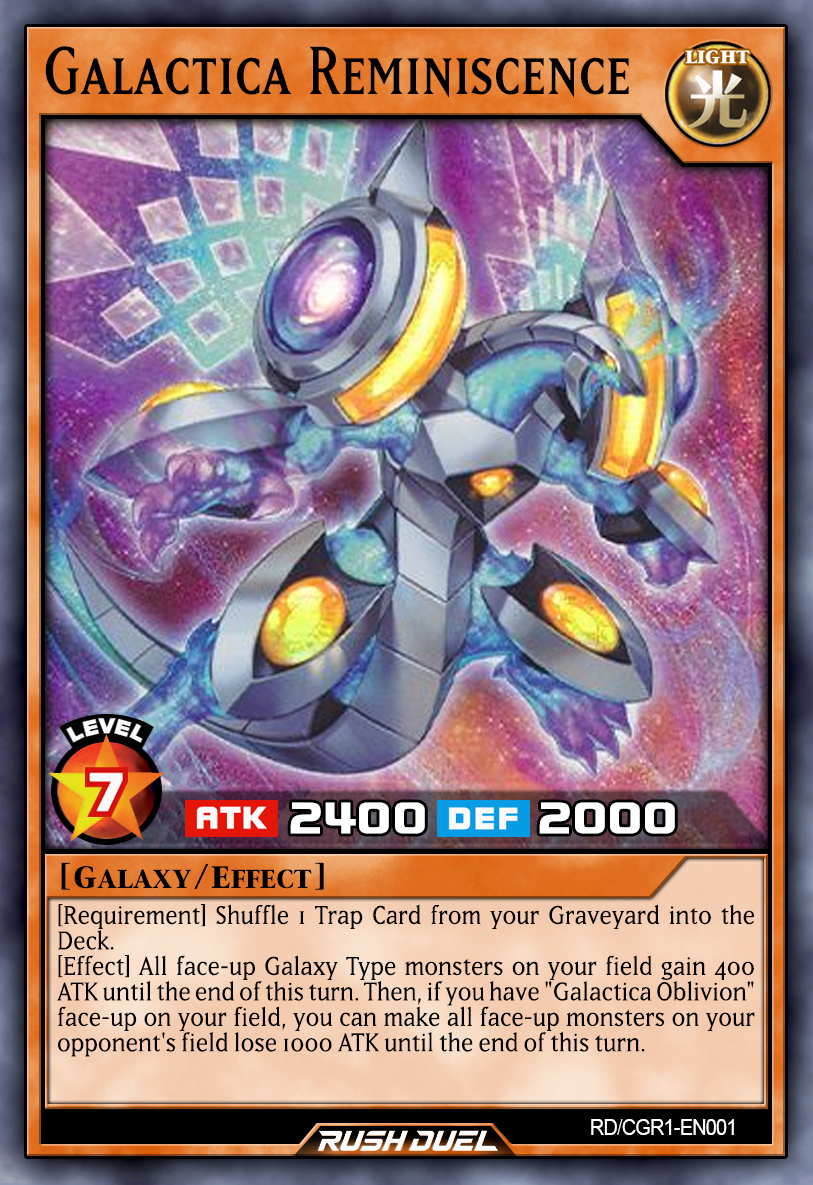 GALACTICA REMINISCENCE
LIGHT
光
LEVEL
7
ATK 2400 DEF 2000
[GALAXY/EFFECT]
[Requirement] Shuffle 1 Trap Card from your Graveyard into the
Deck.
[Effect] All face-up Galaxy Type monsters on your field gain 400
ATK until the end of this turn. Then, if you have "Galactica Oblivion"
face-up on your field, you can make all face-up monsters on your
opponent's field lose 1000 ATK until the end of this turn.
RUSH DUEL
RD/CGR1-EN001